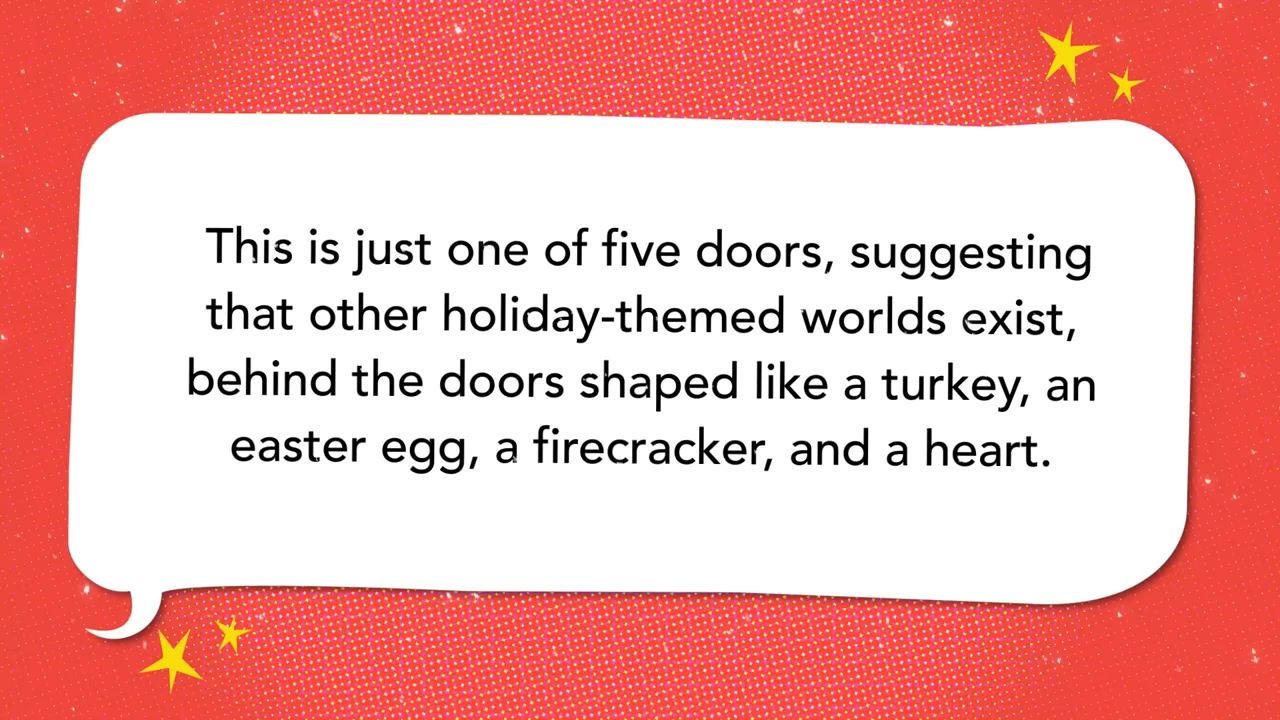 This is just one of five doors, suggesting
that other holiday-themed worlds exist,
behind the doors shaped like a turkey, an
easter egg, a firecracker, and a heart.